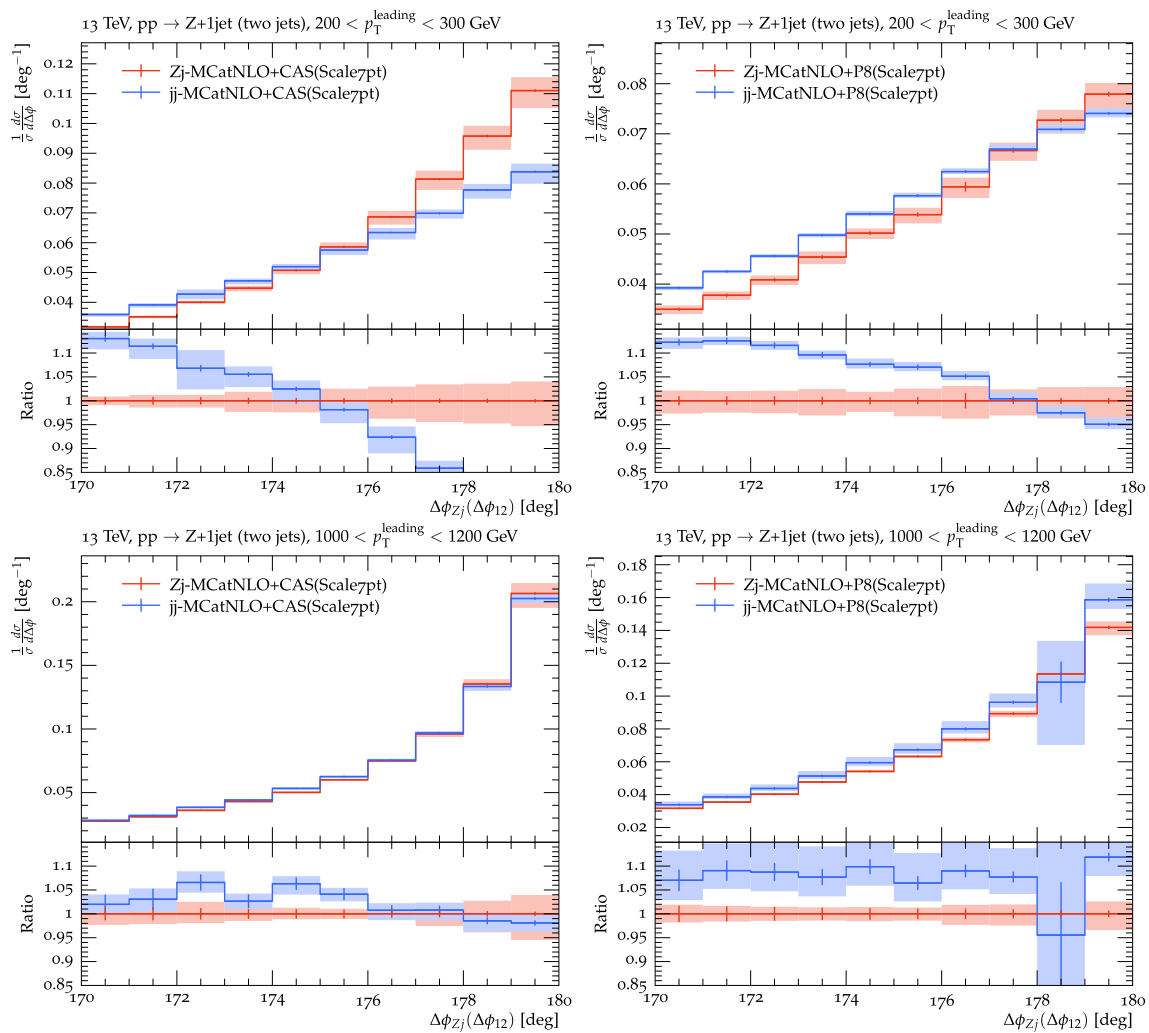 13 TeV, pp → Z+1jet (two jets), 200 < p_T^leading < 300 GeV
1/σ dσ/dΔϕ [deg⁻¹]
Zj-MCatNLO+CAS(Scale7pt)
jj-MCatNLO+CAS(Scale7pt)
0.12
0.11
0.1
0.09
0.08
0.07
0.06
0.05
0.04
Ratio
1.1
1.05
1
0.95
0.9
0.85
170 172 174 176 178 180
Δϕ_Zj(Δϕ_12) [deg]
13 TeV, pp → Z+1jet (two jets), 200 < p_T^leading < 300 GeV
1/σ dσ/dΔϕ [deg⁻¹]
Zj-MCatNLO+P8(Scale7pt)
jj-MCatNLO+P8(Scale7pt)
0.08
0.07
0.06
0.05
0.04
Ratio
1.1
1.05
1
0.95
0.9
0.85
170 172 174 176 178 180
Δϕ_Zj(Δϕ_12) [deg]
13 TeV, pp → Z+1jet (two jets), 1000 < p_T^leading < 1200 GeV
1/σ dσ/dΔϕ [deg⁻¹]
Zj-MCatNLO+CAS(Scale7pt)
jj-MCatNLO+CAS(Scale7pt)
0.2
0.15
0.1
0.05
Ratio
1.1
1.05
1
0.95
0.9
0.85
170 172 174 176 178 180
Δϕ_Zj(Δϕ_12) [deg]
13 TeV, pp → Z+1jet (two jets), 1000 < p_T^leading < 1200 GeV
1/σ dσ/dΔϕ [deg⁻¹]
Zj-MCatNLO+P8(Scale7pt)
jj-MCatNLO+P8(Scale7pt)
0.18
0.16
0.14
0.12
0.1
0.08
0.06
0.04
0.02
Ratio
1.1
1.05
1
0.95
0.9
0.85
170 172 174 176 178 180
Δϕ_Zj(Δϕ_12) [deg]